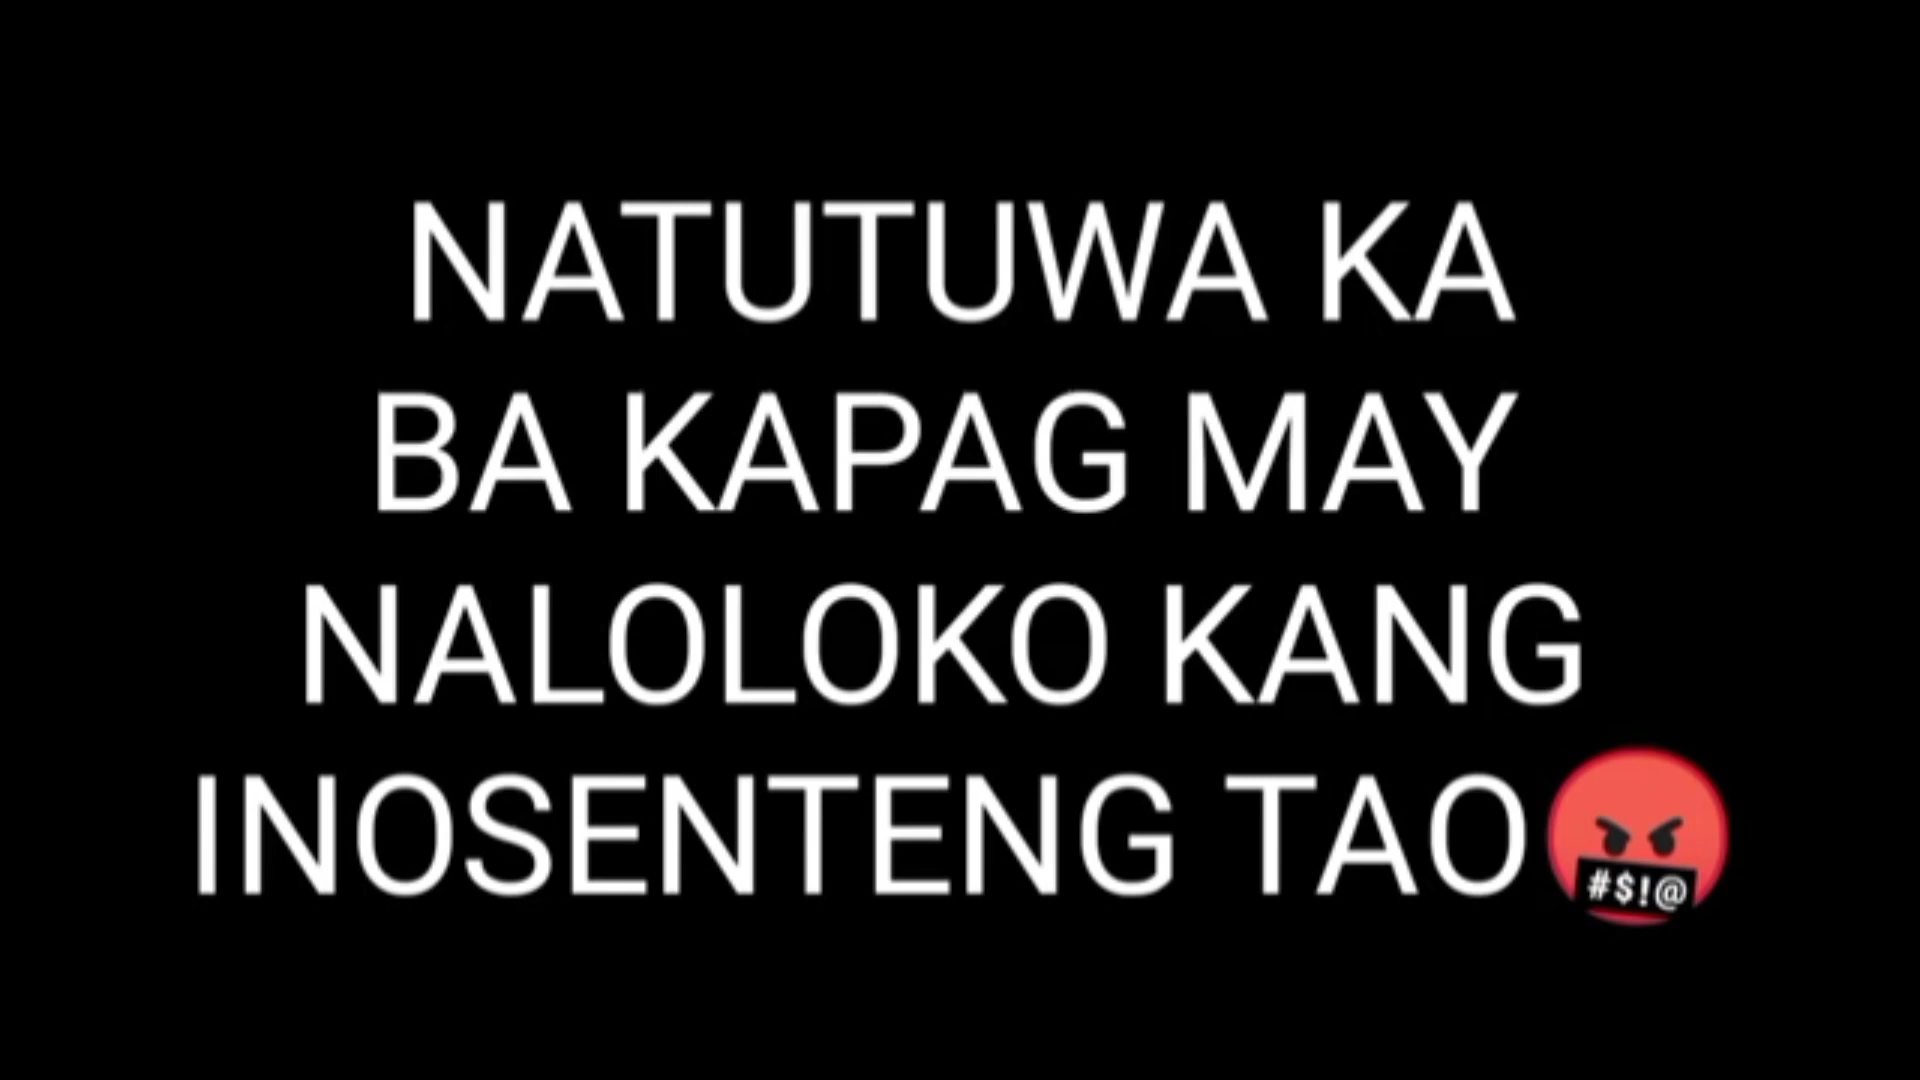 NATUTUWA KA
BA KAPAG MAY
NALOLOKO KANG
INOSENTENG TAO🤬